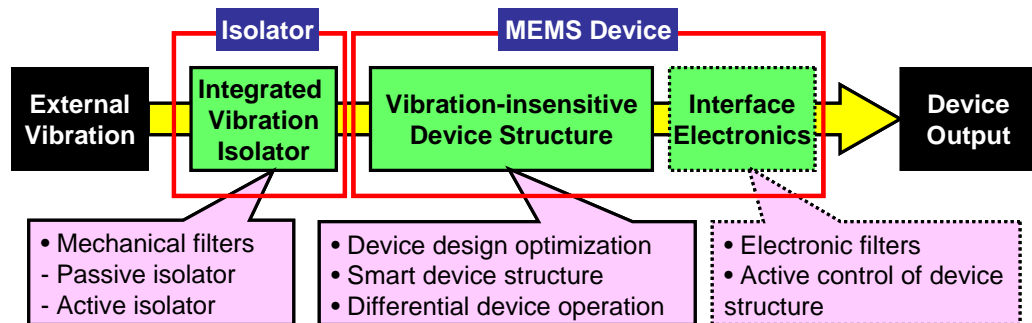 Isolator
MEMS Device
External
Vibration
Integrated
Vibration
Isolator
Vibration-insensitive
Device Structure
Interface
Electronics
Device
Output
• Mechanical filters
- Passive isolator
- Active isolator
• Device design optimization
• Smart device structure
• Differential device operation
• Electronic filters
• Active control of device
structure